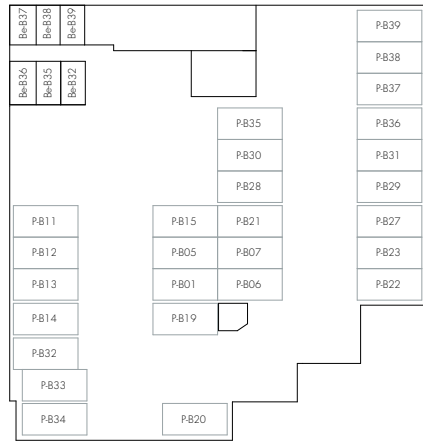 Be-B37 Be-B38 Be-B39 P-B39
P-B38
Be-B36 Be-B35 Be-B32 P-B37
P-B35 P-B36
P-B30 P-B31
P-B28 P-B29
P-B11 P-B15 P-B21 P-B27
P-B12 P-B05 P-B07 P-B23
P-B13 P-B01 P-B06 P-B22
P-B14 P-B19
P-B32
P-B33
P-B34 P-B20